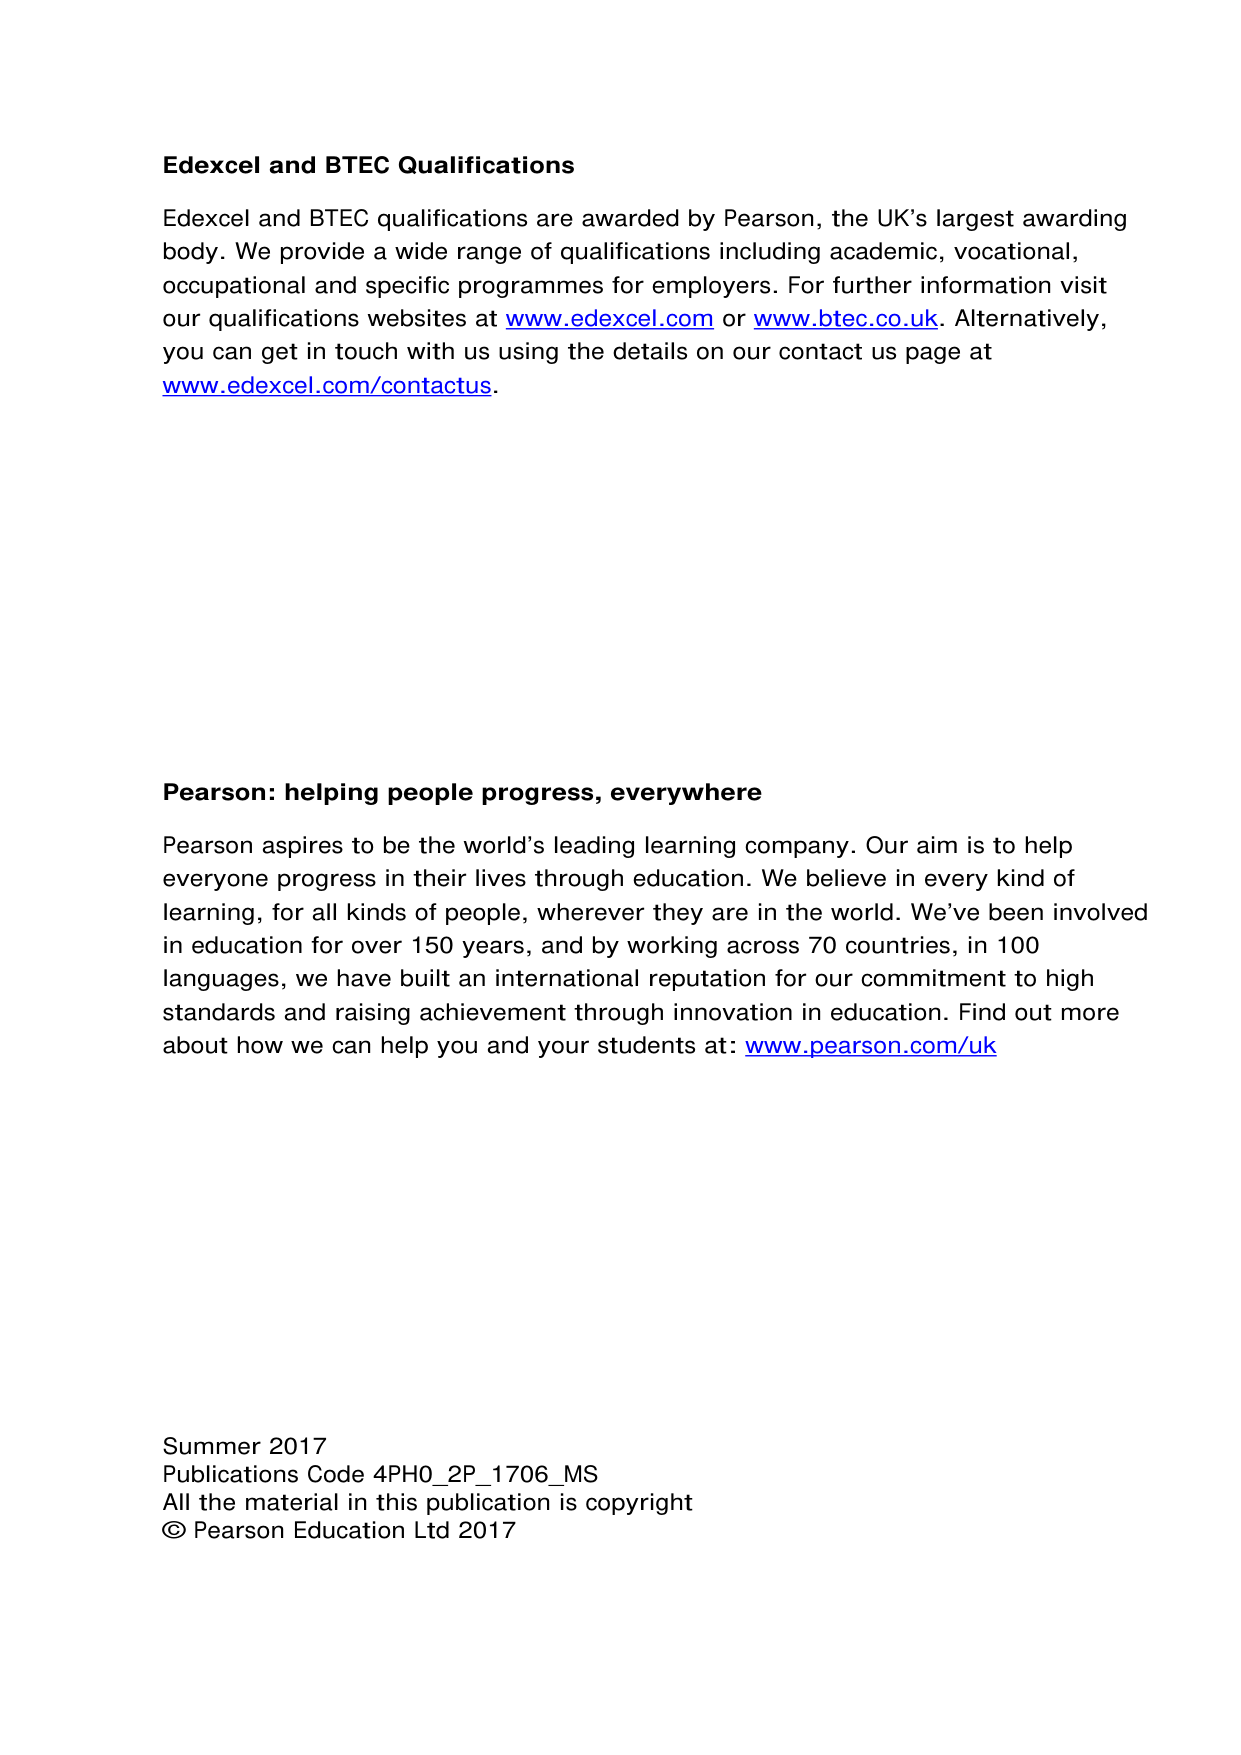 Edexcel and BTEC Qualifications
Edexcel and BTEC qualifications are awarded by Pearson, the UK’s largest awarding
body. We provide a wide range of qualifications including academic, vocational,
occupational and specific programmes for employers. For further information visit
our qualifications websites at www.edexcel.com or www.btec.co.uk. Alternatively,
you can get in touch with us using the details on our contact us page at
www.edexcel.com/contactus.
Pearson: helping people progress, everywhere
Pearson aspires to be the world’s leading learning company. Our aim is to help
everyone progress in their lives through education. We believe in every kind of
learning, for all kinds of people, wherever they are in the world. We’ve been involved
in education for over 150 years, and by working across 70 countries, in 100
languages, we have built an international reputation for our commitment to high
standards and raising achievement through innovation in education. Find out more
about how we can help you and your students at: www.pearson.com/uk
Summer 2017
Publications Code 4PH0_2P_1706_MS
All the material in this publication is copyright
© Pearson Education Ltd 2017